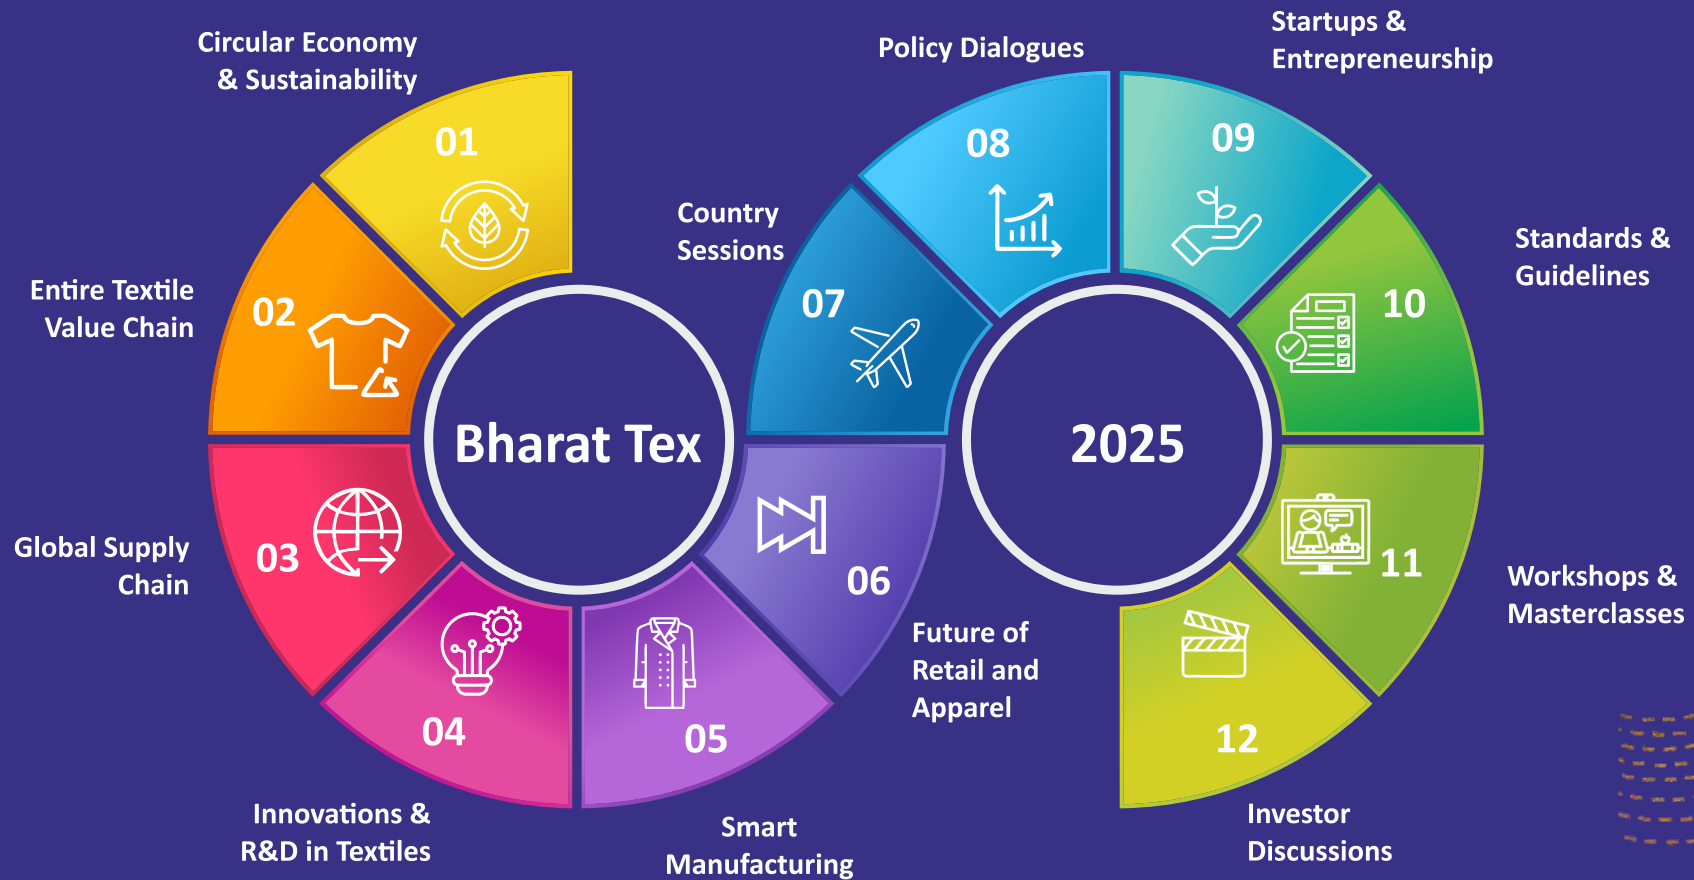 Circular Economy
& Sustainability
01
Entire Textile
Value Chain
02
Global Supply
Chain
03
Innovations &
R&D in Textiles
04
Smart
Manufacturing
05
Future of
Retail and
Apparel
06
Country
Sessions
07
Policy Dialogues
08
Startups &
Entrepreneurship
09
Standards &
Guidelines
10
Workshops &
Masterclasses
11
Investor
Discussions
12
Bharat Tex
2025